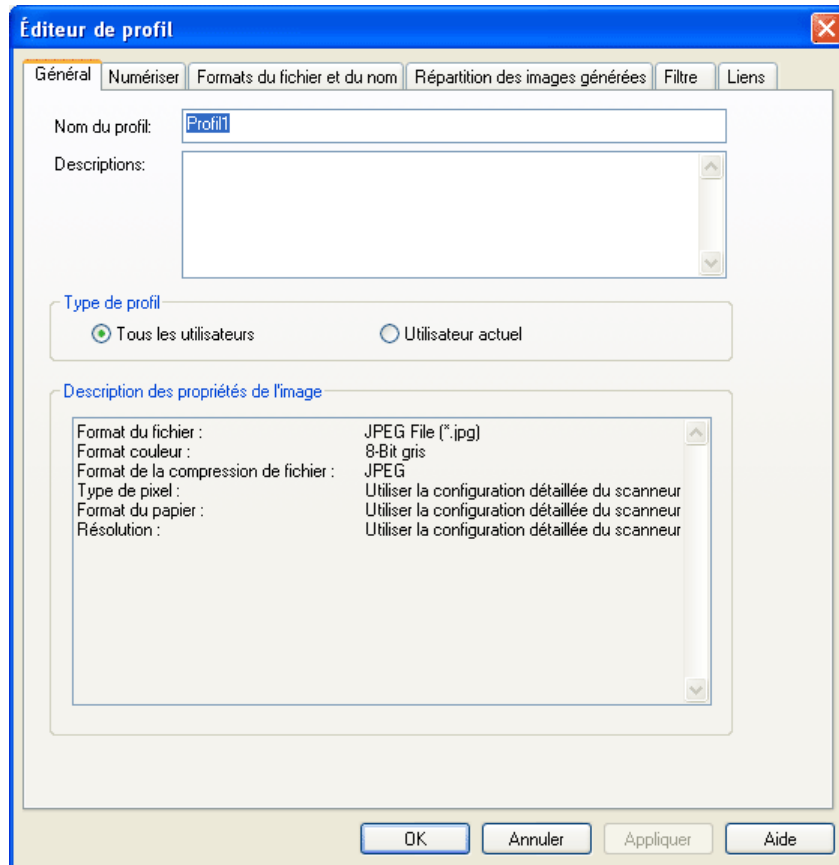 Éditeur de profil
Général Numériser Formats du fichier et du nom Répartition des images générées Filtre Liens
Nom du profil: Profil1
Descriptions:
Type de profil
Tous les utilisateurs Utilisateur actuel
Description des propriétés de l'image
Format du fichier : JPEG File (*.jpg)
Format couleur : 8-Bit gris
Format de la compression de fichier : JPEG
Type de pixel : Utiliser la configuration détaillée du scanneur
Format du papier : Utiliser la configuration détaillée du scanneur
Résolution : Utiliser la configuration détaillée du scanneur
OK Annuler Appliquer Aide